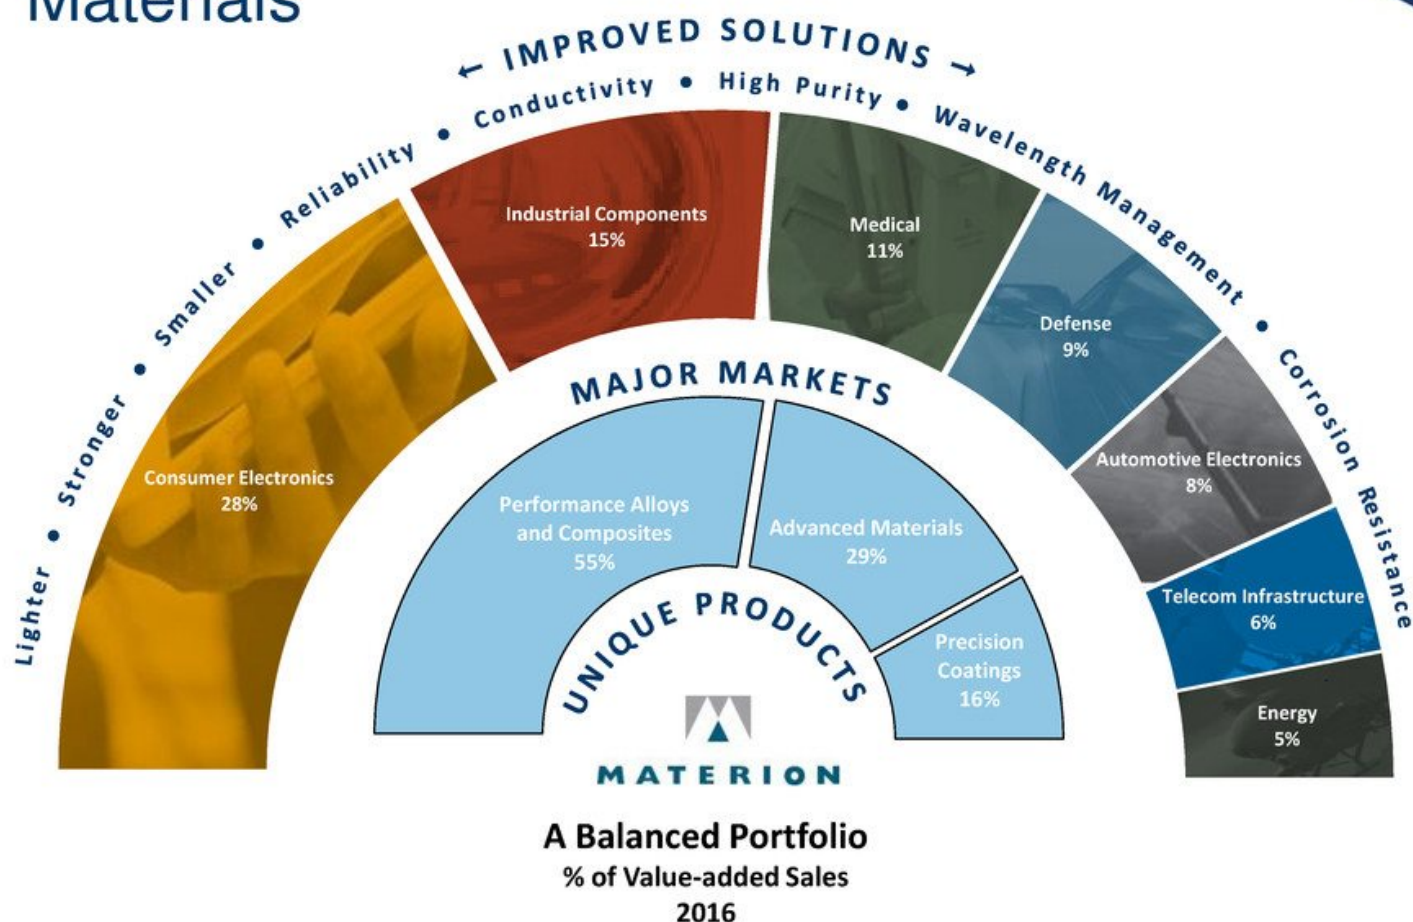 Materials
← IMPROVED SOLUTIONS →
Lighter • Stronger • Smaller • Reliability • Conductivity • High Purity • Wavelength Management • Corrosion Resistance
Industrial Components
15%
Medical
11%
Defense
9%
Consumer Electronics
28%
Automotive Electronics
8%
Telecom Infrastructure
6%
Energy
5%
MAJOR MARKETS
Performance Alloys
and Composites
55%
Advanced Materials
29%
Precision
Coatings
16%
UNIQUE PRODUCTS
MATERION
A Balanced Portfolio
% of Value-added Sales
2016